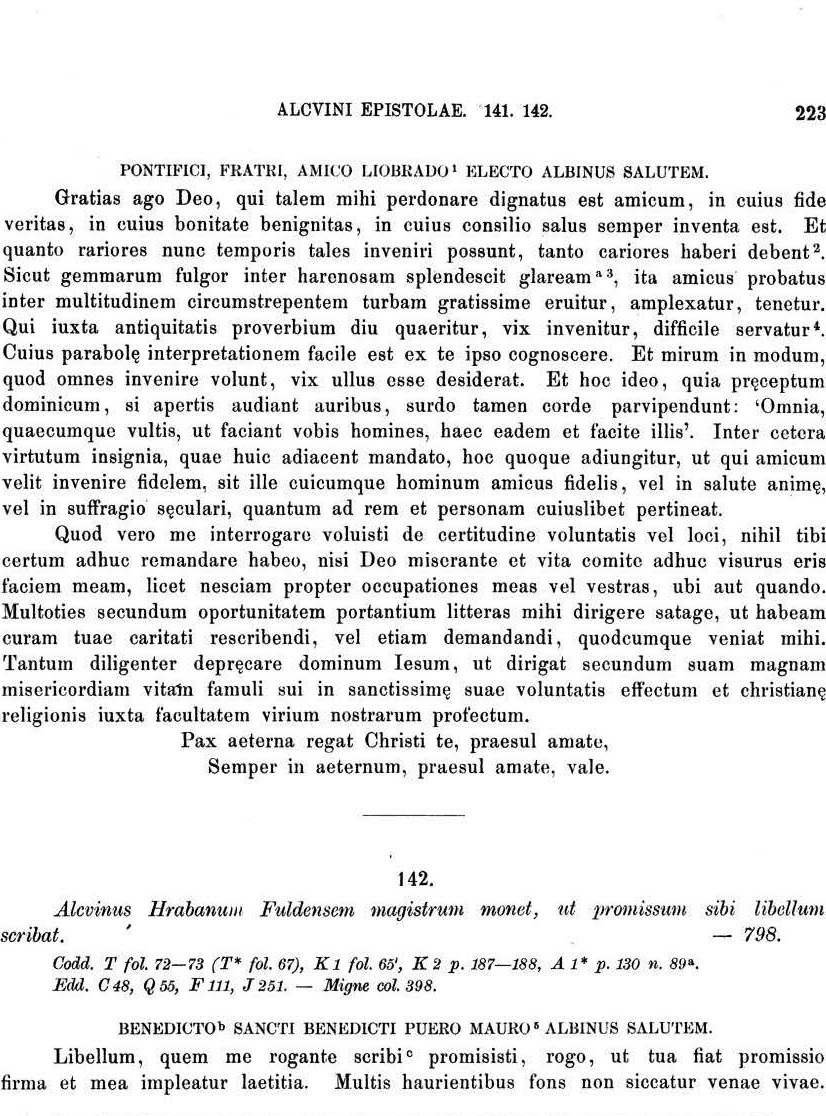 ALCVINI EPISTOLAE. 141. 142. 223
PONTIFICI, FRATRI, AMICO LIOBRADO¹ ELECTO ALBINUS SALUTEM.
Gratias ago Deo, qui talem mihi perdonare dignatus est amicum, in cuius fide
veritas, in cuius bonitate benignitas, in cuius consilio salus semper inventa est. Et
quanto rariores nunc temporis tales inveniri possunt, tanto cariores haberi debent².
Sicut gemmarum fulgor inter harenosam splendescit glaream ᵃ ³, ita amicus probatus
inter multitudinem circumstrepentem turbam gratissime eruitur, amplexatur, tenetur.
Qui iuxta antiquitatis proverbium diu quaeritur, vix invenitur, difficile servatur⁴.
Cuius parabolę interpretationem facile est ex te ipso cognoscere. Et mirum in modum,
quod omnes invenire volunt, vix ullus esse desiderat. Et hoc ideo, quia pręceptum
dominicum, si apertis audiant auribus, surdo tamen corde parvipendunt: ‘Omnia,
quaecumque vultis, ut faciant vobis homines, haec eadem et facite illis’. Inter cetera
virtutum insignia, quae huic adiacent mandato, hoc quoque adiungitur, ut qui amicum
velit invenire fidelem, sit ille cuicumque hominum amicus fidelis, vel in salute animę,
vel in suffragio sęculari, quantum ad rem et personam cuiuslibet pertineat.
Quod vero me interrogare voluisti de certitudine voluntatis vel loci, nihil tibi
certum adhuc remandare habeo, nisi Deo miserante et vita comite adhuc visurus eris
faciem meam, licet nesciam propter occupationes meas vel vestras, ubi aut quando.
Multoties secundum oportunitatem portantium litteras mihi dirigere satage, ut habeam
curam tuae caritati rescribendi, vel etiam demandandi, quodcumque veniat mihi.
Tantum diligenter depręcare dominum Iesum, ut dirigat secundum suam magnam
misericordiam vitam famuli sui in sanctissimę suae voluntatis effectum et christianę
religionis iuxta facultatem virium nostrarum profectum.
Pax aeterna regat Christi te, praesul amate,
Semper in aeternum, praesul amate, vale.
142.
Alcvinus Hrabanum Fuldensem magistrum monet, ut promissum sibi libellum
scribat. — 798.
Codd. T fol. 72—73 (T* fol. 67), K 1 fol. 65', K 2 p. 187—188, A 1* p. 130 n. 89ᵃ.
Edd. C 48, Q 55, F 111, J 251. — Migne col. 398.
BENEDICTOᵇ SANCTI BENEDICTI PUERO MAURO⁵ ALBINUS SALUTEM.
Libellum, quem me rogante scribiᶜ promisisti, rogo, ut tua fiat promissio
firma et mea impleatur laetitia. Multis haurientibus fons non siccatur venae vivae.